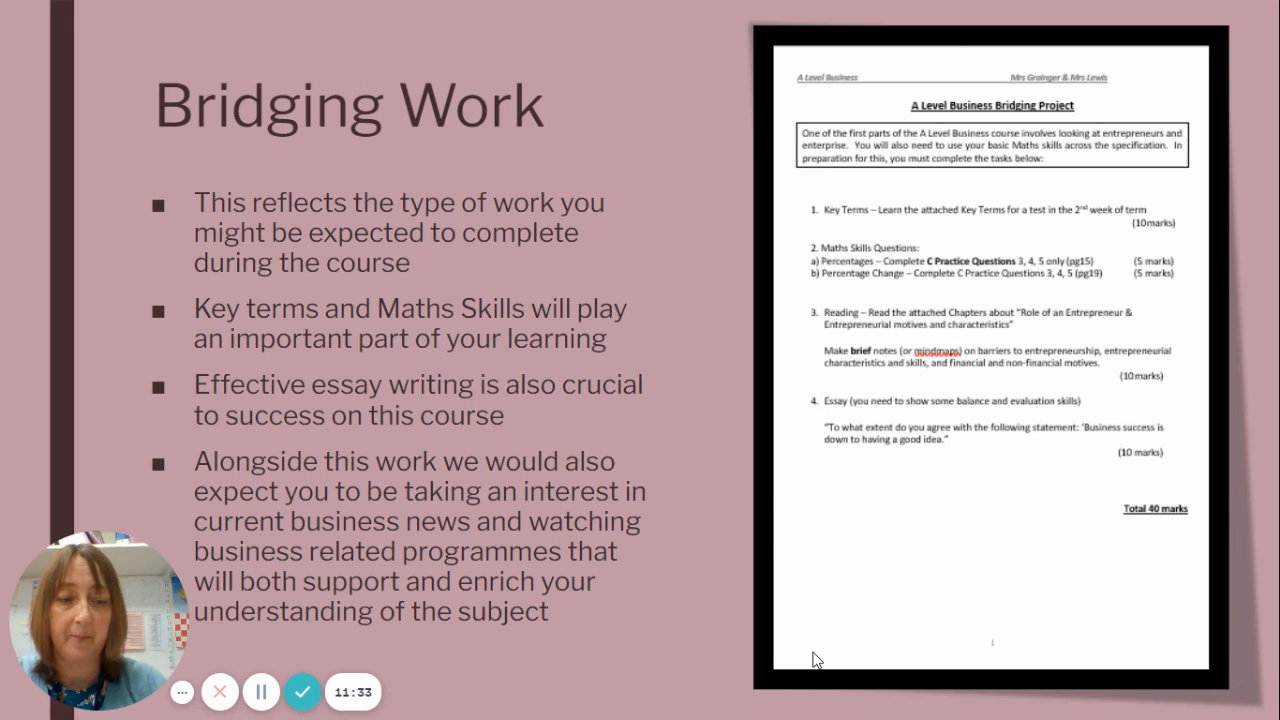 Bridging Work
This reflects the type of work you
might be expected to complete
during the course
Key terms and Maths Skills will play
an important part of your learning
Effective essay writing is also crucial
to success on this course
Alongside this work we would also
expect you to be taking an interest in
current business news and watching
business related programmes that
will both support and enrich your
understanding of the subject
11:33
A Level Business Mrs Grainger & Mrs Lewis
A Level Business Bridging Project
One of the first parts of the A Level Business course involves looking at entrepreneurs and
enterprise. You will also need to use your basic Maths skills across the specification. In
preparation for this, you must complete the tasks below:
1. Key Terms – Learn the attached Key Terms for a test in the 2nd week of term
(10marks)
2. Maths Skills Questions:
a) Percentages – Complete C Practice Questions 3, 4, 5 only (pg15) (5 marks)
b) Percentage Change – Complete C Practice Questions 3, 4, 5 (pg19) (5 marks)
3. Reading – Read the attached Chapters about "Role of an Entrepreneur &
Entrepreneurial motives and characteristics"
Make brief notes (or mindmaps) on barriers to entrepreneurship, entrepreneurial
characteristics and skills, and financial and non-financial motives.
(10marks)
4. Essay (you need to show some balance and evaluation skills)
"To what extent do you agree with the following statement: 'Business success is
down to having a good idea."
(10 marks)
Total 40 marks
1